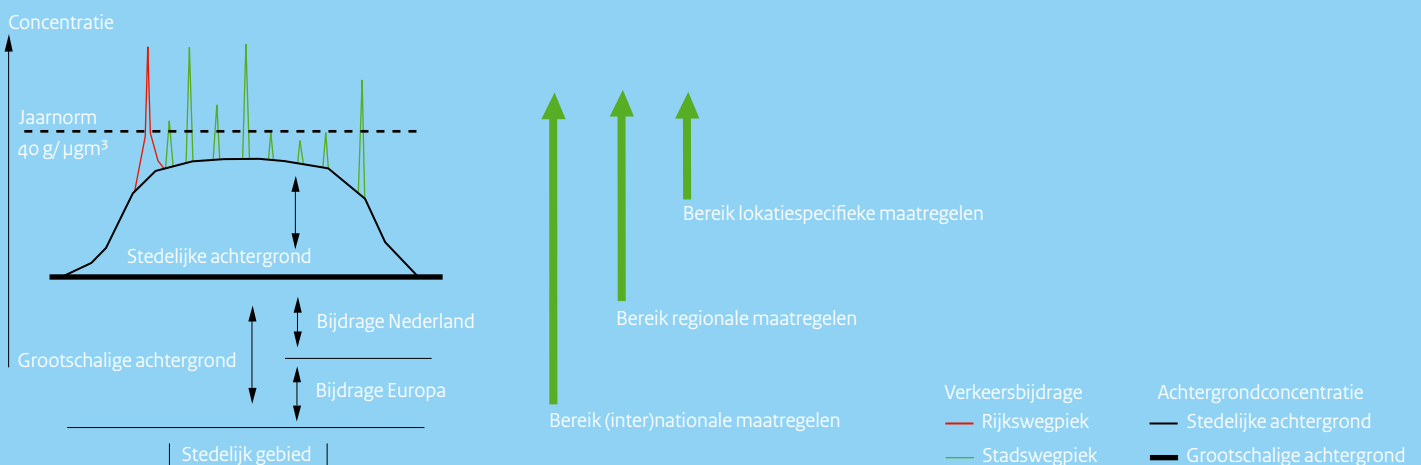 Concentratie
Jaarnorm
40 g/ µgm³
Stedelijke achtergrond
Bijdrage Nederland
Grootschalige achtergrond
Bijdrage Europa
Stedelijk gebied
Bereik lokatiespecifieke maatregelen
Bereik regionale maatregelen
Bereik (inter)nationale maatregelen
Verkeersbijdrage
Rijkswegpiek
Stadswegpiek
Achtergrondconcentratie
Stedelijke achtergrond
Grootschalige achtergrond